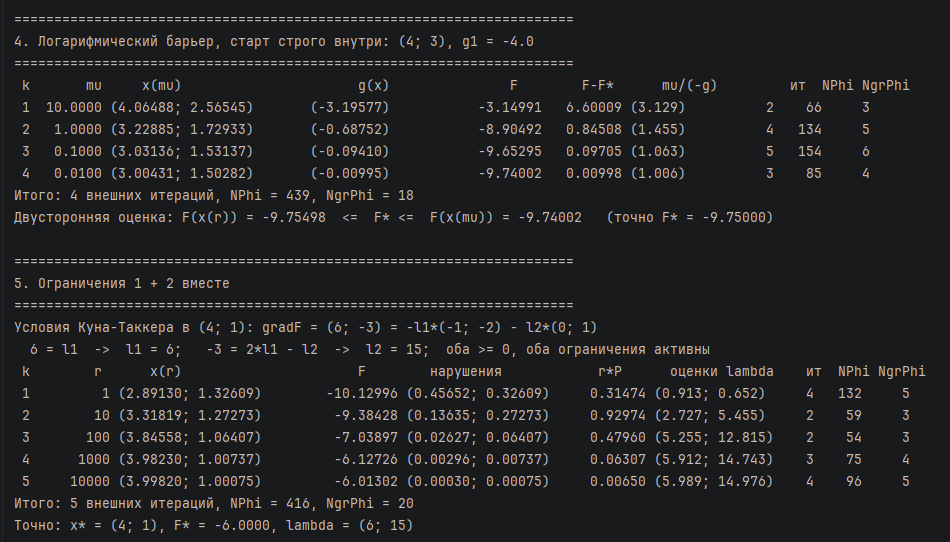 ======================================================================
4. Логарифмический барьер, старт строго внутри: (4; 3), g1 = -4.0
======================================================================
k mu x(mu) g(x) F F-F* mu/(-g) ит NPhi NgrPhi
1 10.0000 (4.06488; 2.56545) (-3.19577) -3.14991 6.60009 (3.129) 2 66 3
2 1.0000 (3.22885; 1.72933) (-0.68752) -8.90492 0.84508 (1.455) 4 134 5
3 0.1000 (3.03136; 1.53137) (-0.09410) -9.65295 0.09705 (1.063) 5 154 6
4 0.0100 (3.00431; 1.50282) (-0.00995) -9.74002 0.00998 (1.006) 3 85 4
Итого: 4 внешних итераций, NPhi = 439, NgrPhi = 18
Двусторонняя оценка: F(x(r)) = -9.75498 <= F* <= F(x(mu)) = -9.74002 (точно F* = -9.75000)
======================================================================
5. Ограничения 1 + 2 вместе
======================================================================
Условия Куна-Таккера в (4; 1): gradF = (6; -3) = -l1*(-1; -2) - l2*(0; 1)
6 = l1 -> l1 = 6; -3 = 2*l1 - l2 -> l2 = 15; оба >= 0, оба ограничения активны
k r x(r) F нарушения r*P оценки lambda ит NPhi NgrPhi
1 1 (2.89130; 1.32609) -10.12996 (0.45652; 0.32609) 0.31474 (0.913; 0.652) 4 132 5
2 10 (3.31819; 1.27273) -9.38428 (0.13635; 0.27273) 0.92974 (2.727; 5.455) 2 59 3
3 100 (3.84558; 1.06407) -7.03897 (0.02627; 0.06407) 0.47960 (5.255; 12.815) 2 54 3
4 1000 (3.98230; 1.00737) -6.12726 (0.00296; 0.00737) 0.06307 (5.912; 14.743) 3 75 4
5 10000 (3.99820; 1.00075) -6.01302 (0.00030; 0.00075) 0.00650 (5.989; 14.976) 4 96 5
Итого: 5 внешних итераций, NPhi = 416, NgrPhi = 20
Точно: x* = (4; 1), F* = -6.0000, lambda = (6; 15)